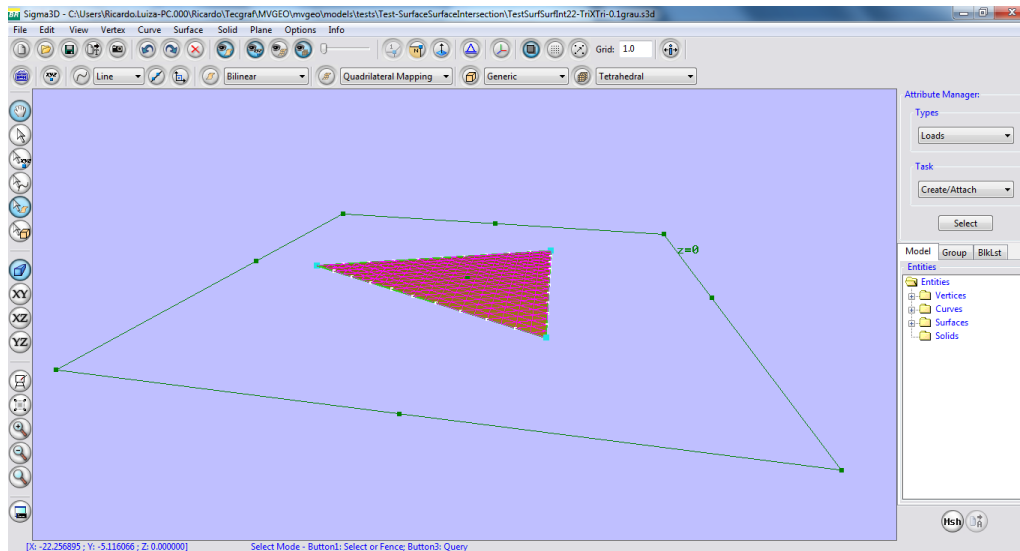 Sigma3D - C:\Users\Ricardo.Luiza-PC.000\Ricardo\Tecgraf\MVGEO\mvgeo\models\tests\Test-SurfaceSurfaceIntersection\TestSurfSurfInt22-TriXTri-0.1grau.s3d
File Edit View Vertex Curve Surface Solid Plane Options Info
Grid: 1.0
Line Bilinear Quadrilateral Mapping Generic Tetrahedral
Attribute Manager:
Types
Loads
Task
Create/Attach
Select
Model Group BlkLst
Entities
Entities
Vertices
Curves
Surfaces
Solids
XY
XZ
YZ
z=0
Msh
[X: -22.256895 ; Y: -5.116066 ; Z: 0.000000] Select Mode - Button1: Select or Fence; Button3: Query